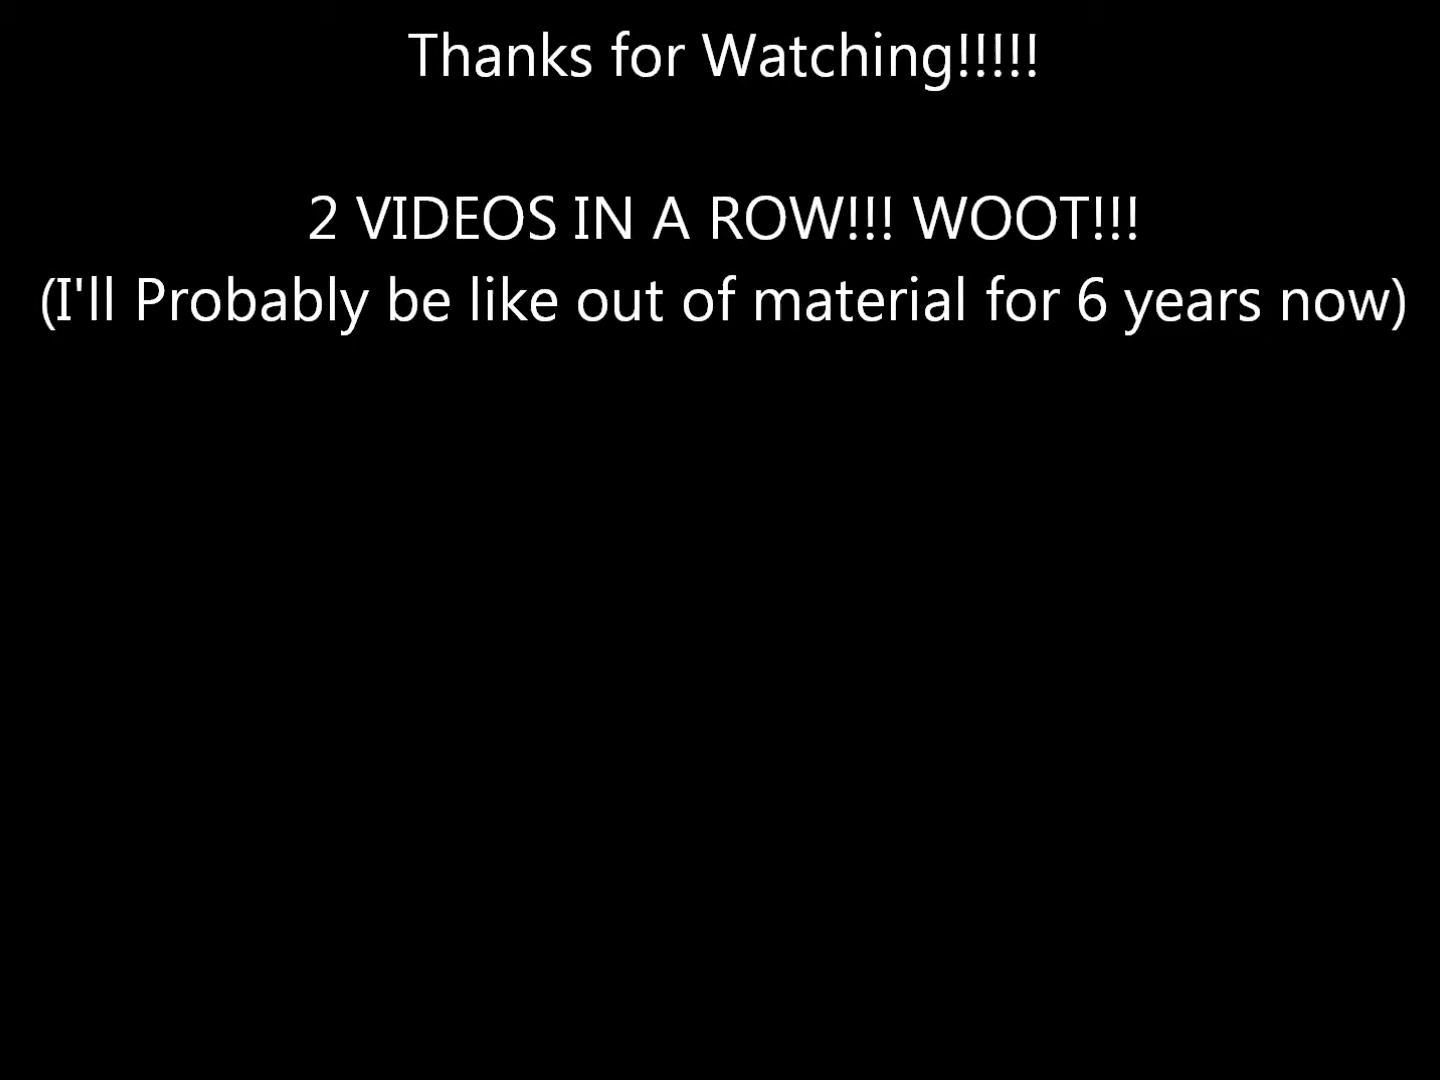 Thanks for Watching!!!!!
2 VIDEOS IN A ROW!!! WOOT!!!
(I'll Probably be like out of material for 6 years now)